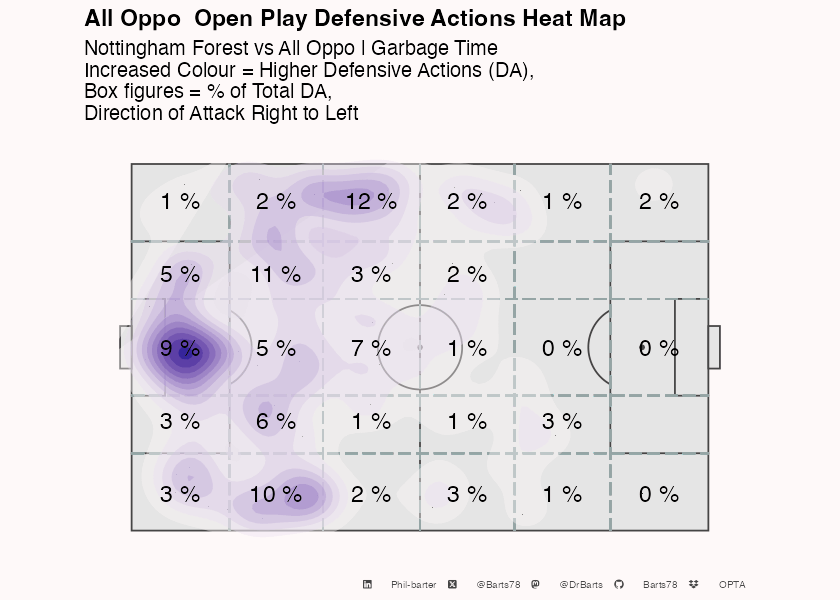 All Oppo  Open Play Defensive Actions Heat Map
Nottingham Forest vs All Oppo I Garbage Time
Increased Colour = Higher Defensive Actions (DA),
Box figures = % of Total DA,
Direction of Attack Right to Left
1 % 2 % 12 % 2 % 1 % 2 %
5 % 11 % 3 % 2 %
9 % 5 % 7 % 1 % 0 % 0 %
3 % 6 % 1 % 1 % 3 %
3 % 10 % 2 % 3 % 1 % 0 %
Phil-barter @Barts78 @DrBarts Barts78 OPTA